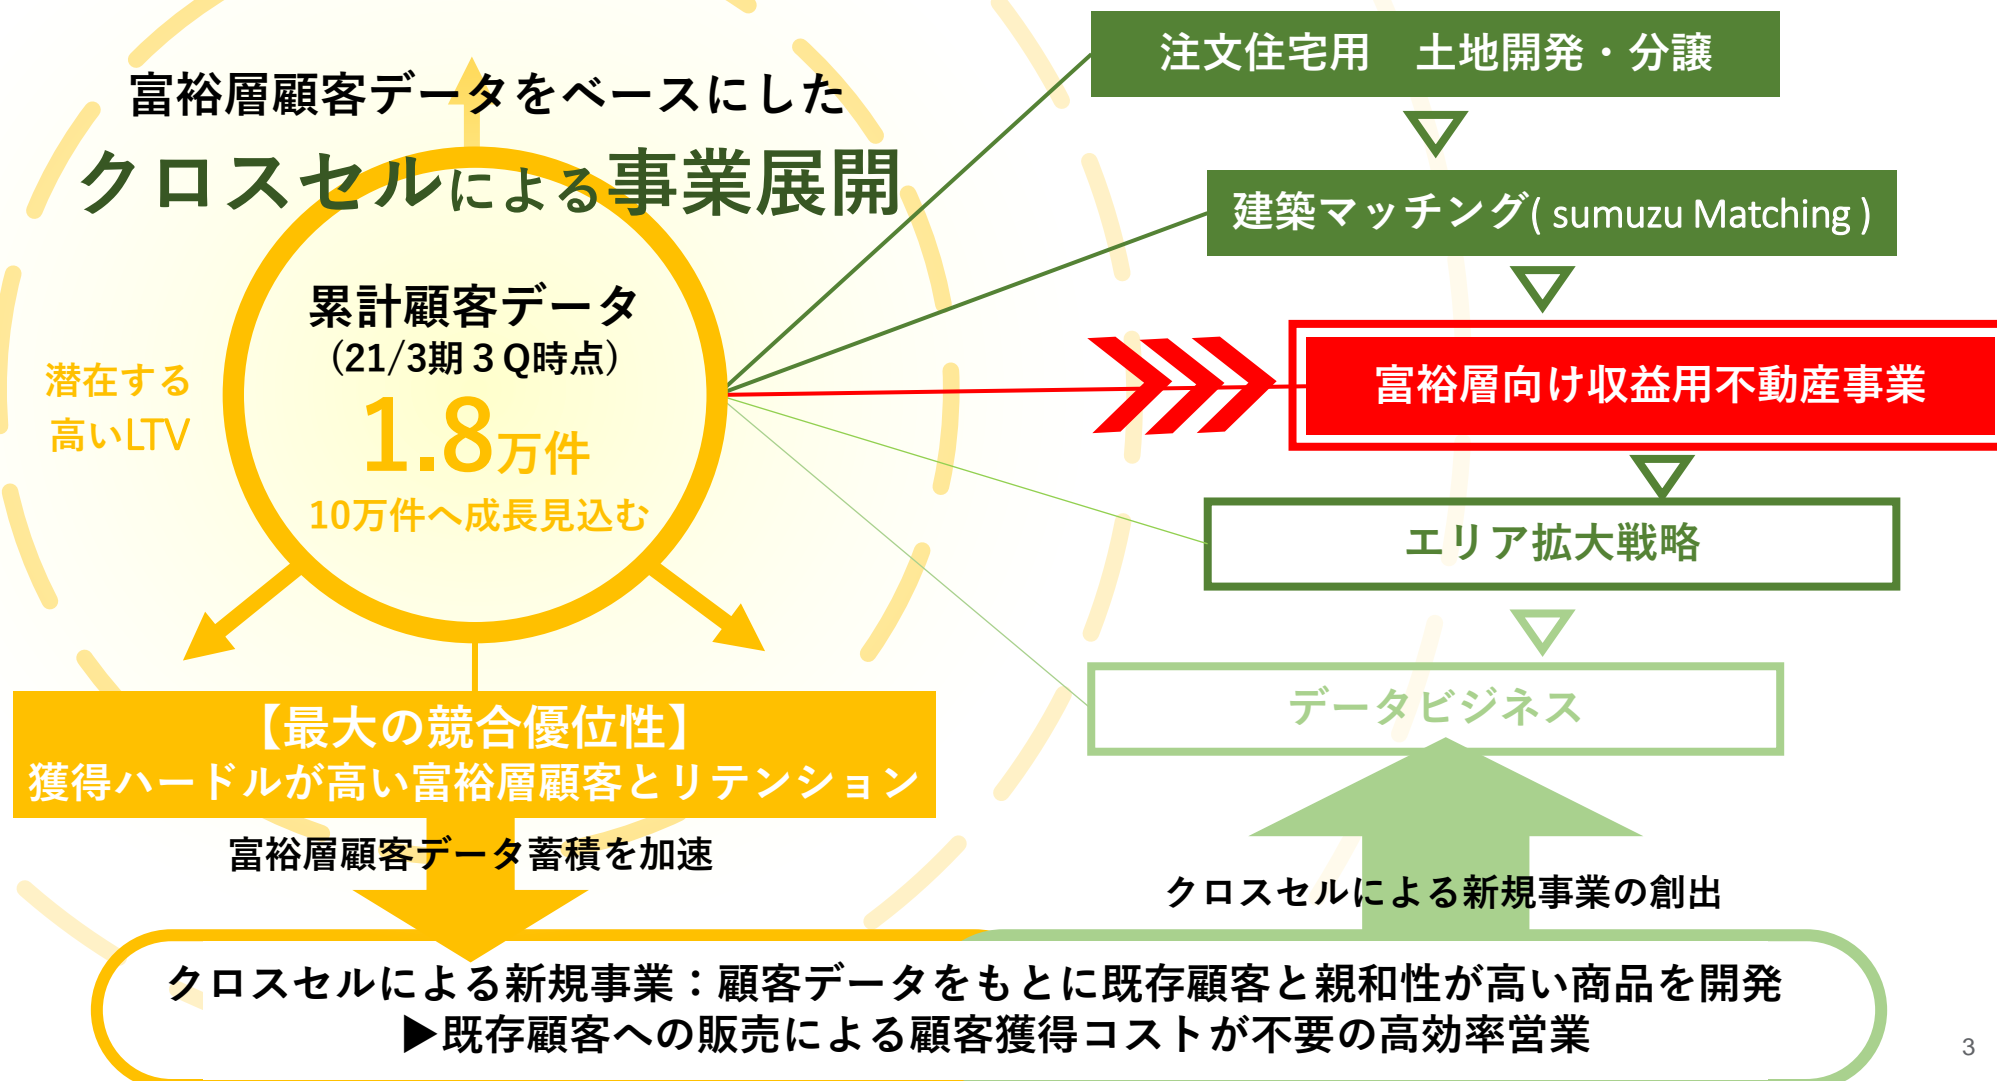 富裕層顧客データをベースにした
クロスセルによる事業展開
累計顧客データ
(21/3期３Q時点)
1.8万件
10万件へ成長見込む
潜在する
高いLTV
【最大の競合優位性】
獲得ハードルが高い富裕層顧客とリテンション
富裕層顧客データ蓄積を加速
注文住宅用　土地開発・分譲
建築マッチング( sumuzu Matching )
富裕層向け収益用不動産事業
エリア拡大戦略
データビジネス
クロスセルによる新規事業の創出
クロスセルによる新規事業：顧客データをもとに既存顧客と親和性が高い商品を開発
▶既存顧客への販売による顧客獲得コストが不要の高効率営業
3